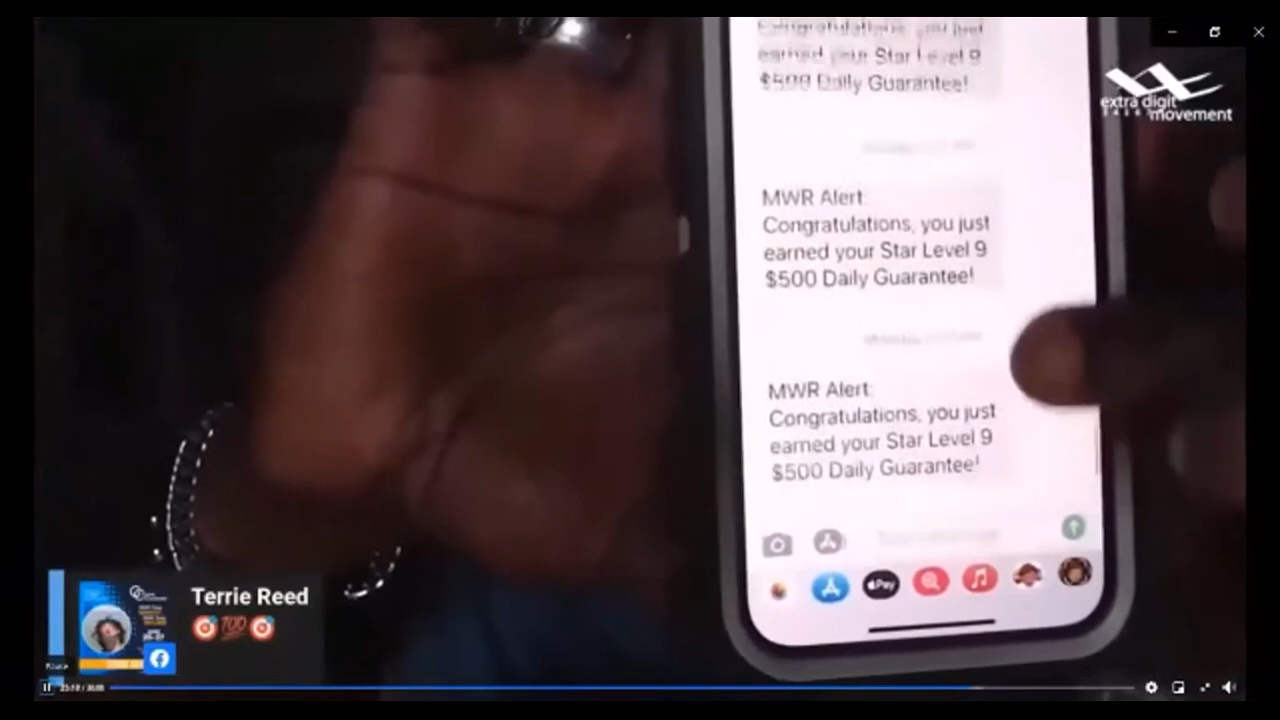 Congratulations, you just
earned your Star Level 9
$500 Daily Guarantee!
MWR Alert:
Congratulations, you just
earned your Star Level 9
$500 Daily Guarantee!
MWR Alert:
Congratulations, you just
earned your Star Level 9
$500 Daily Guarantee!
Pay
extra digit
movement
Terrie Reed
🎯💯🎯